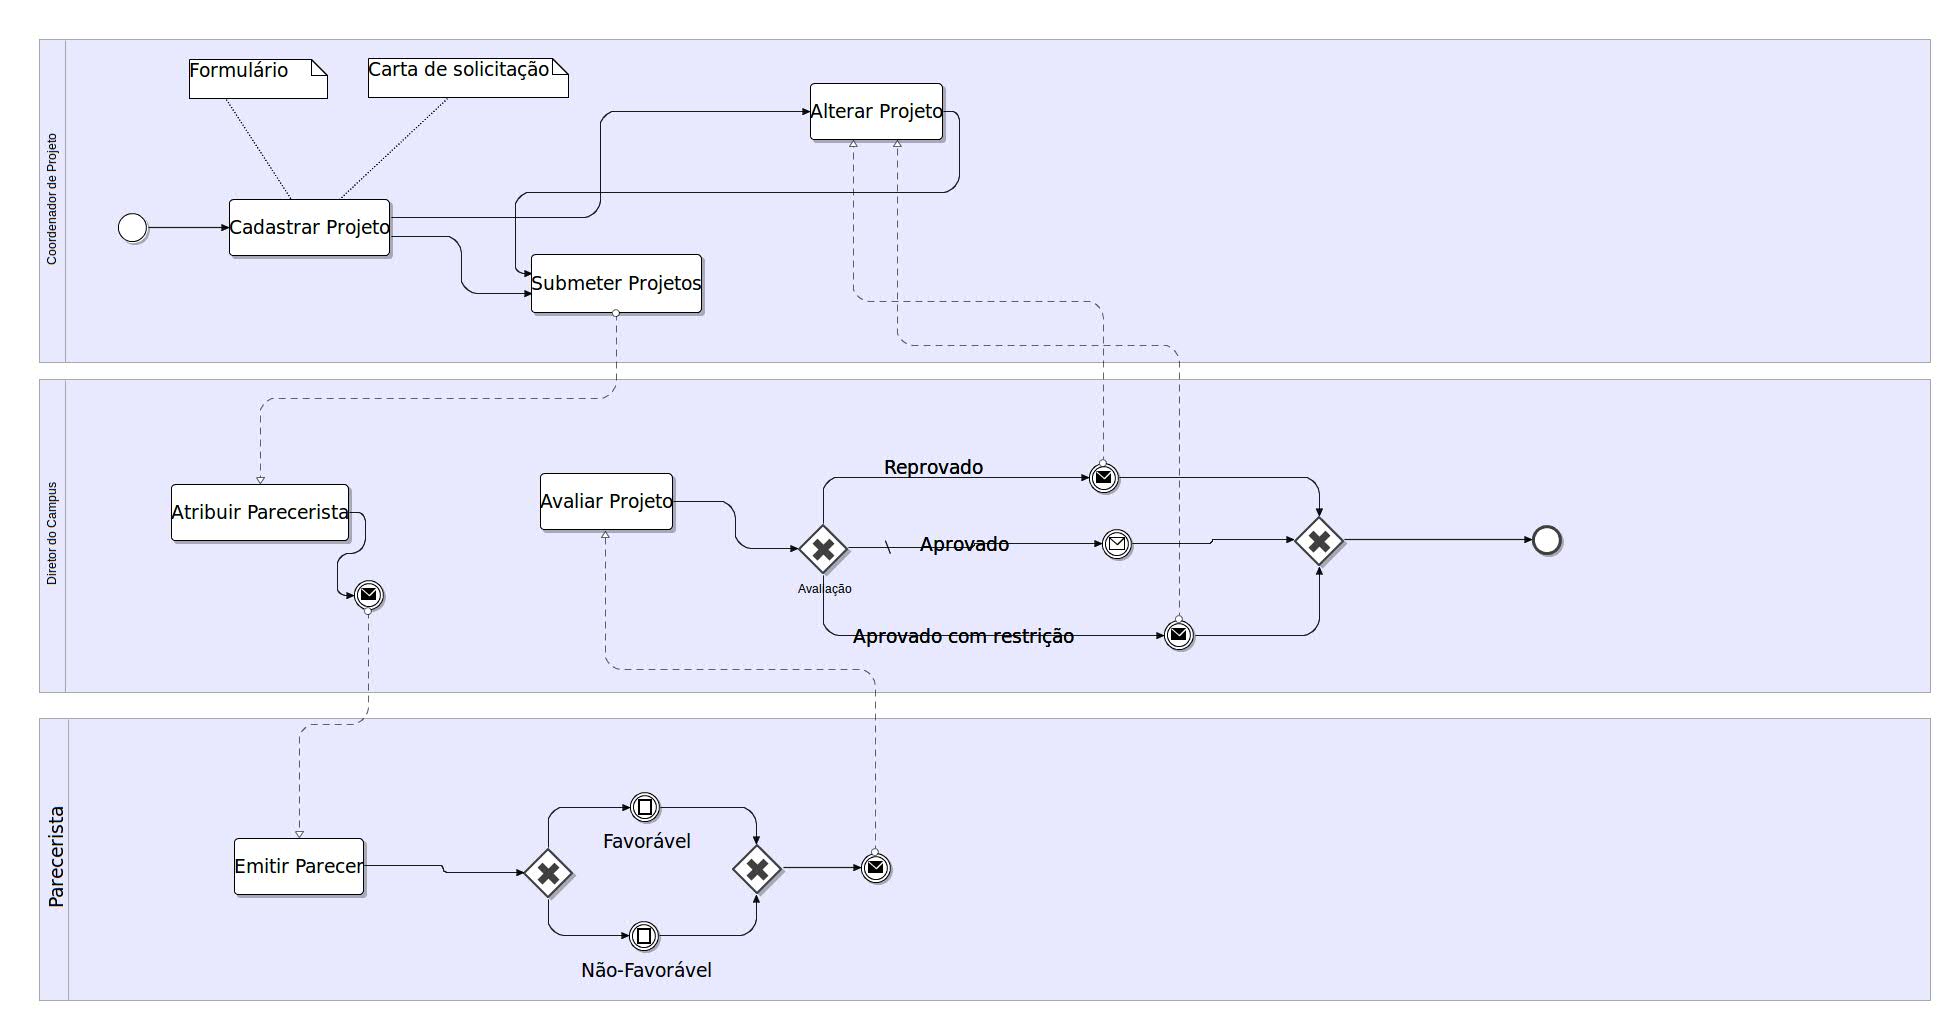 Coordenador de Projeto
Formulário
Carta de solicitação
Alterar Projeto
Cadastrar Projeto
Submeter Projetos
Diretor do Campus
Reprovado
Avaliar Projeto
Atribuir Parecerista
Aprovado
Avaliação
Aprovado com restrição
Parecerista
Favorável
Emitir Parecer
Não-Favorável